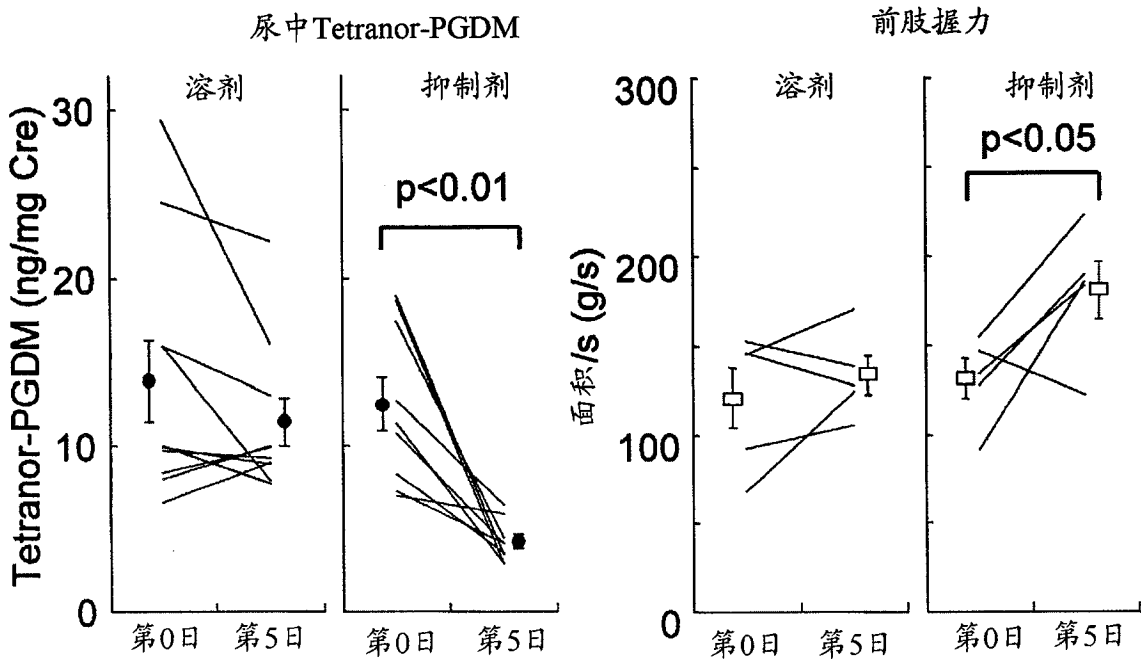 尿中Tetranor-PGDM
溶剂
抑制剂
Tetranor-PGDM (ng/mg Cre)
30
20
10
0
p<0.01
第0日
第5日
第0日
第5日
前肢握力
溶剂
抑制剂
面积/s (g/s)
300
200
100
0
p<0.05
第0日
第5日
第0日
第5日